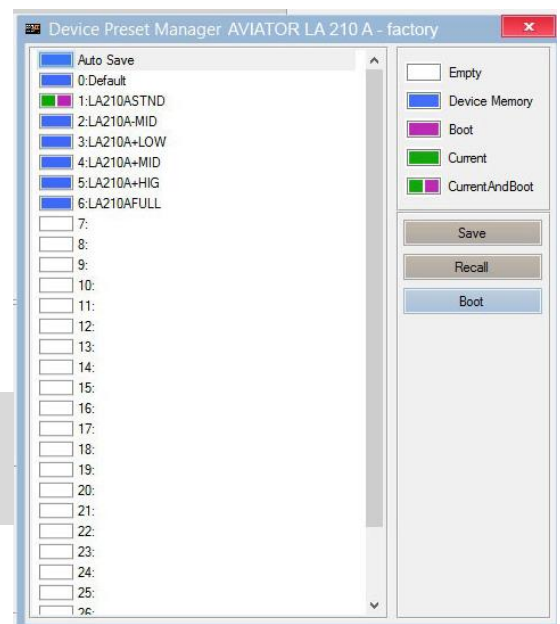 Device Preset Manager AVIATOR LA 210 A - factory
Auto Save
0:Default
1:LA210ASTND
2:LA210A-MID
3:LA210A+LOW
4:LA210A+MID
5:LA210A+HIG
6:LA210AFULL
7:
8:
9:
10:
11:
12:
13:
14:
15:
16:
17:
18:
19:
20:
21:
22:
23:
24:
25:
26:
Empty
Device Memory
Boot
Current
CurrentAndBoot
Save
Recall
Boot